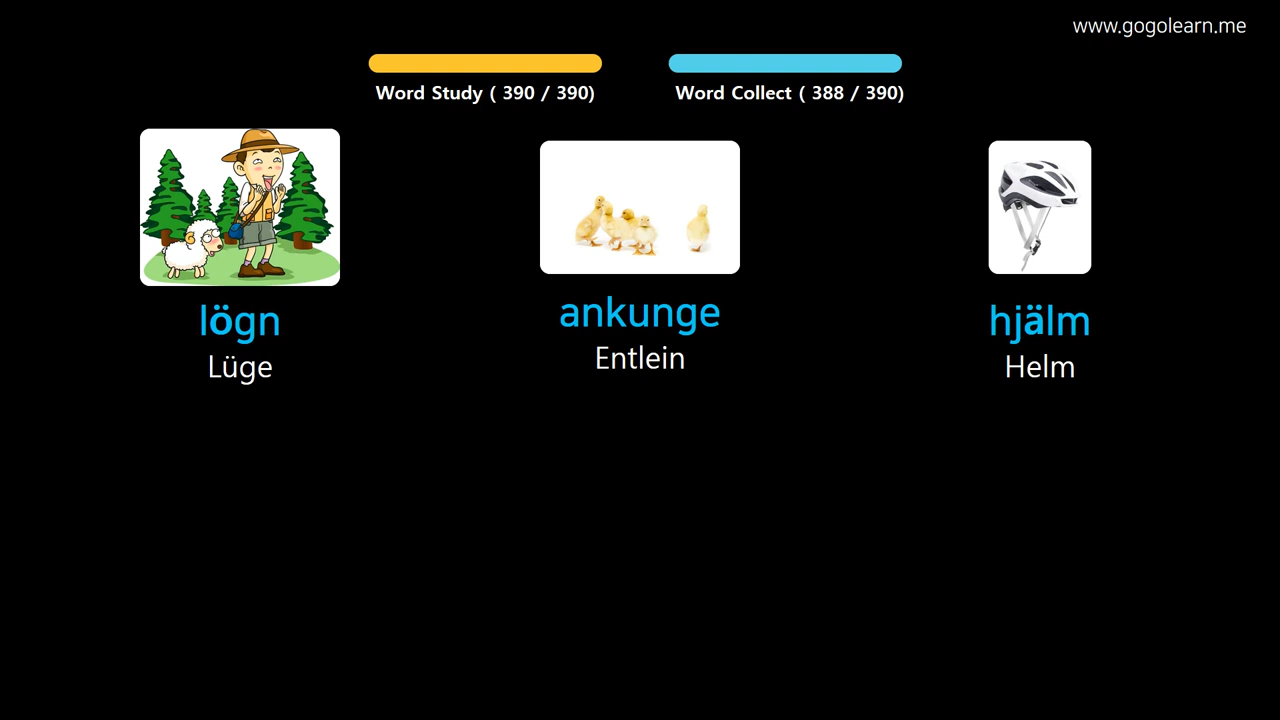 www.gogolearn.me
Word Study ( 390 / 390)
Word Collect ( 388 / 390)
lögn
Lüge
ankunge
Entlein
hjälm
Helm